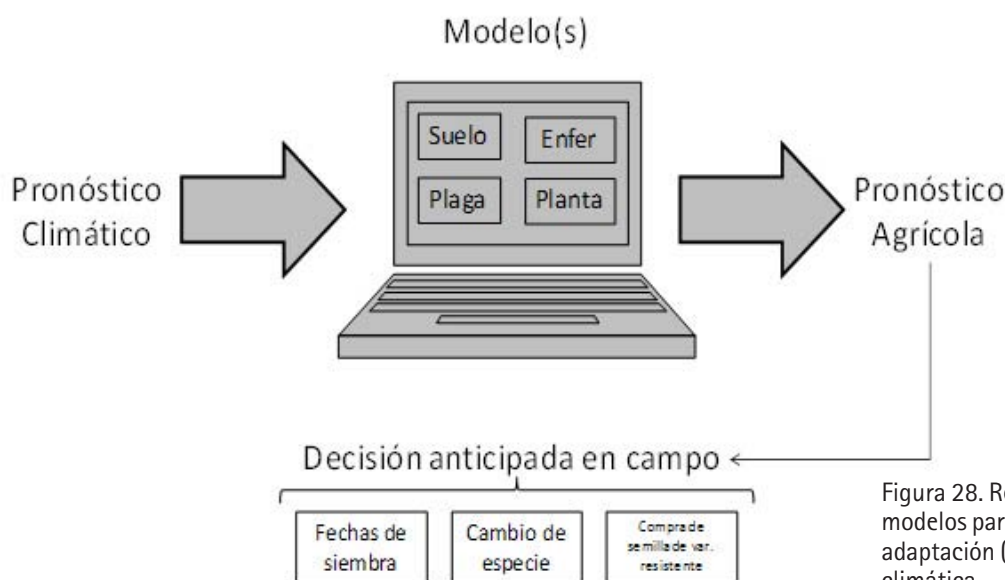 Modelo(s)
Pronóstico
Climático
Suelo
Enfer
Plaga
Planta
Pronóstico
Agrícola
Decisión anticipada en campo
Fechas de
siembra
Cambio de
especie
Compra de
semilla de var.
resistente
Figura 28. R
modelos par
adaptación (
climática